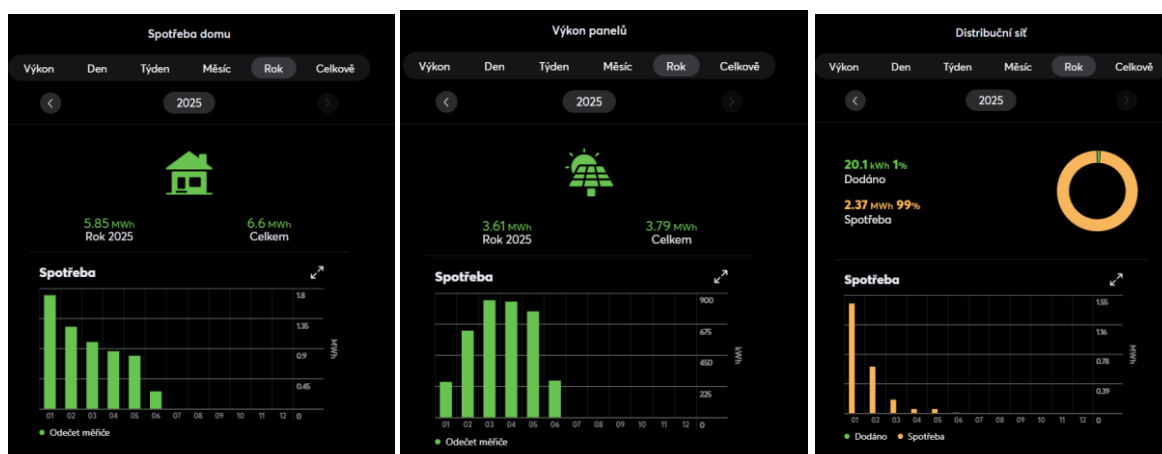 Spotřeba domu
Výkon Den Týden Měsíc Rok Celkově
2025
5.85 MWh 6.6 MWh
Rok 2025 Celkem
Spotřeba
1.8
1.35
0.9
0.45
0
MWh
01 02 03 04 05 06 07 08 09 10 11 12
Odečet měřiče
Výkon panelů
Výkon Den Týden Měsíc Rok Celkově
2025
3.61 MWh 3.79 MWh
Rok 2025 Celkem
Spotřeba
900
675
450
225
0
kWh
01 02 03 04 05 06 07 08 09 10 11 12
Odečet měřiče
Distribuční síť
Výkon Den Týden Měsíc Rok Celkově
2025
20.1 kWh 1%
Dodáno
2.37 MWh 99%
Spotřeba
Spotřeba
1.55
1.16
0.78
0.39
0
MWh
01 02 03 04 05 06 07 08 09 10 11 12
Dodáno Spotřeba